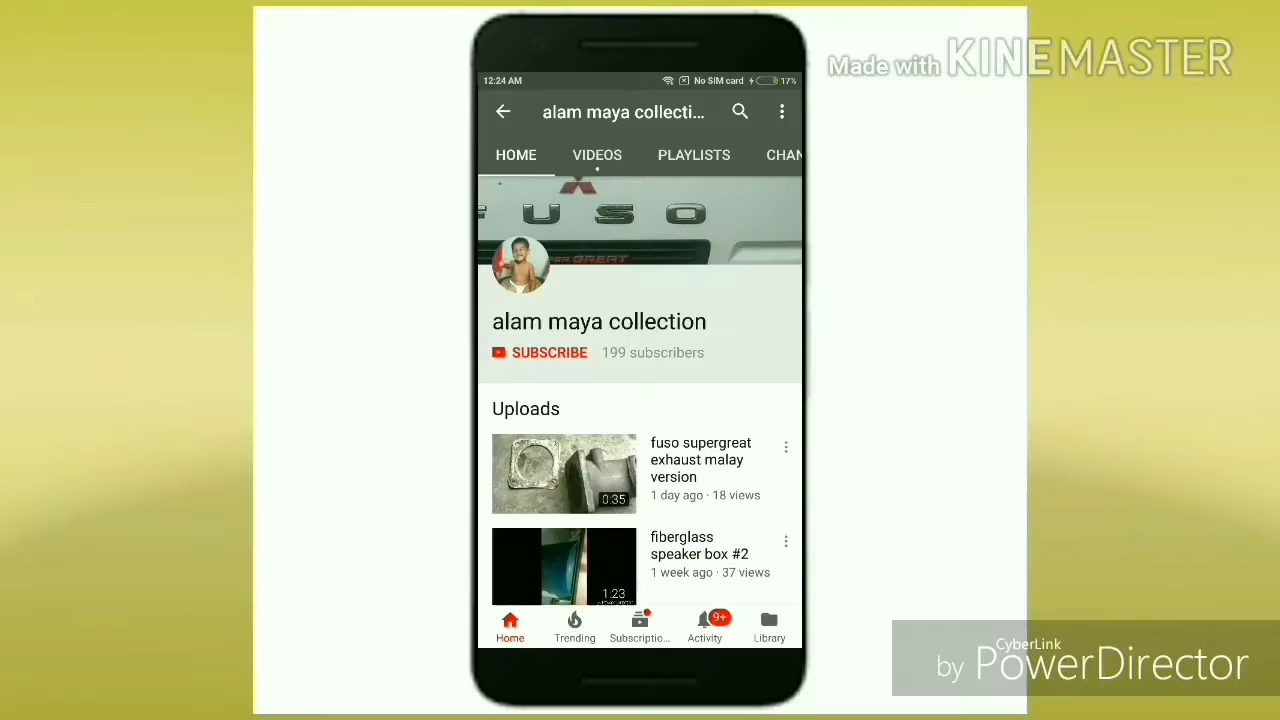 Made with KINEMASTER
12:24 AM No SIM card 17%
alam maya collecti...
HOME VIDEOS PLAYLISTS CHAN
FUSO
GREAT
alam maya collection
SUBSCRIBE 199 subscribers
Uploads
fuso supergreat
exhaust malay
version
0:35
1 day ago · 18 views
fiberglass
speaker box #2
1:23
1 week ago · 37 views
9+
Home Trending Subscriptio... Activity Library
CyberLink
by PowerDirector